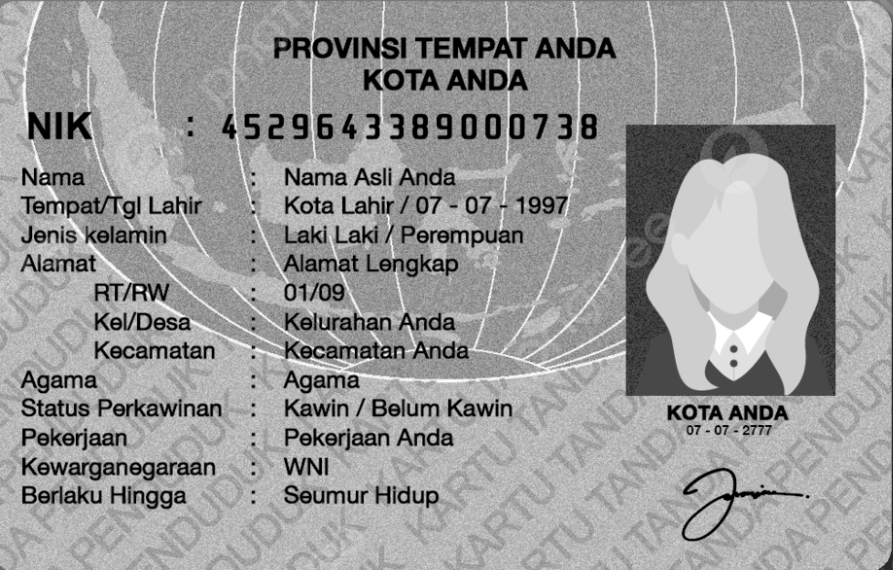 PROVINSI TEMPAT ANDA
KOTA ANDA
NIK : 4529643389000738
Nama : Nama Asli Anda
Tempat/Tgl Lahir : Kota Lahir / 07 - 07 - 1997
Jenis kelamin : Laki Laki / Perempuan
Alamat : Alamat Lengkap
RT/RW : 01/09
Kel/Desa : Kelurahan Anda
Kecamatan : Kecamatan Anda
Agama : Agama
Status Perkawinan : Kawin / Belum Kawin
Pekerjaan : Pekerjaan Anda
Kewarganegaraan : WNI
Berlaku Hingga : Seumur Hidup
KOTA ANDA
07 - 07 - 2777
KARTU TANDA PENDUDUK